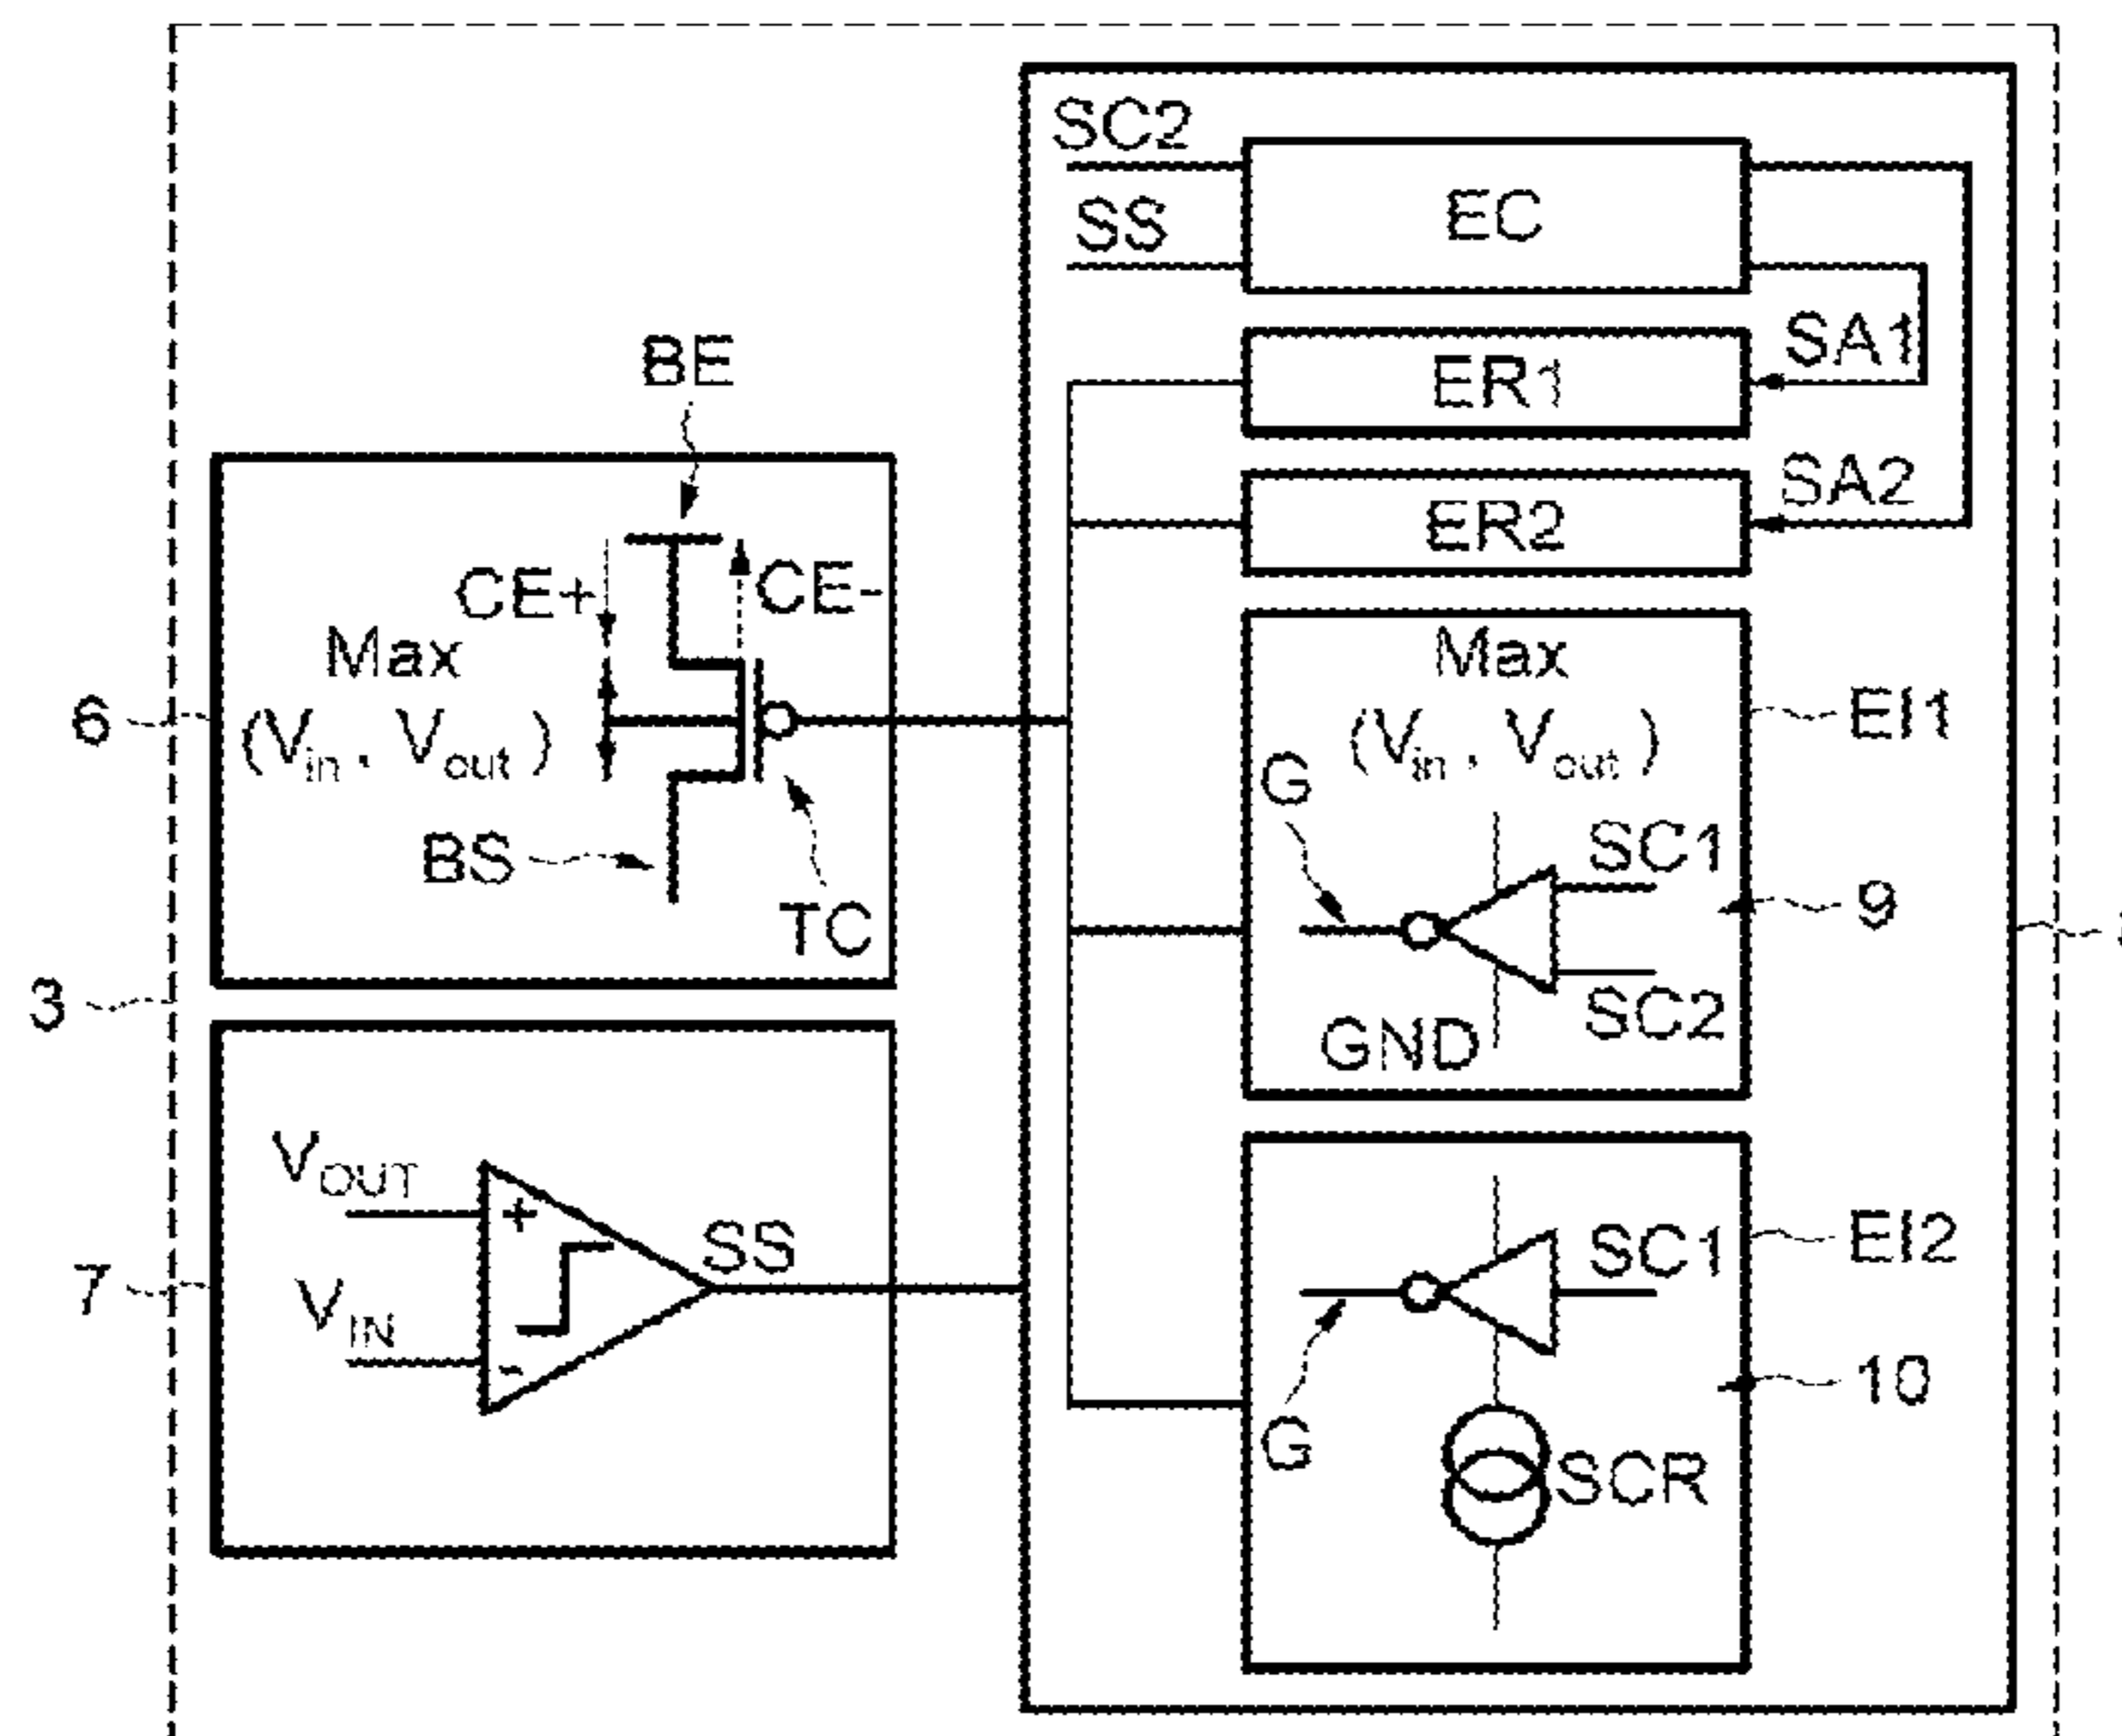 SC2
SS
EC
SA1
ER1
SA2
ER2
BE
CE+
CE-
Max
(Vin, Vout)
6
BS
TC
3
Max
(Vin, Vout)
EI1
G
SC1
9
SC2
GND
VOUT
+
SS
7
VIN
-
SC1
EI2
10
G
SCR